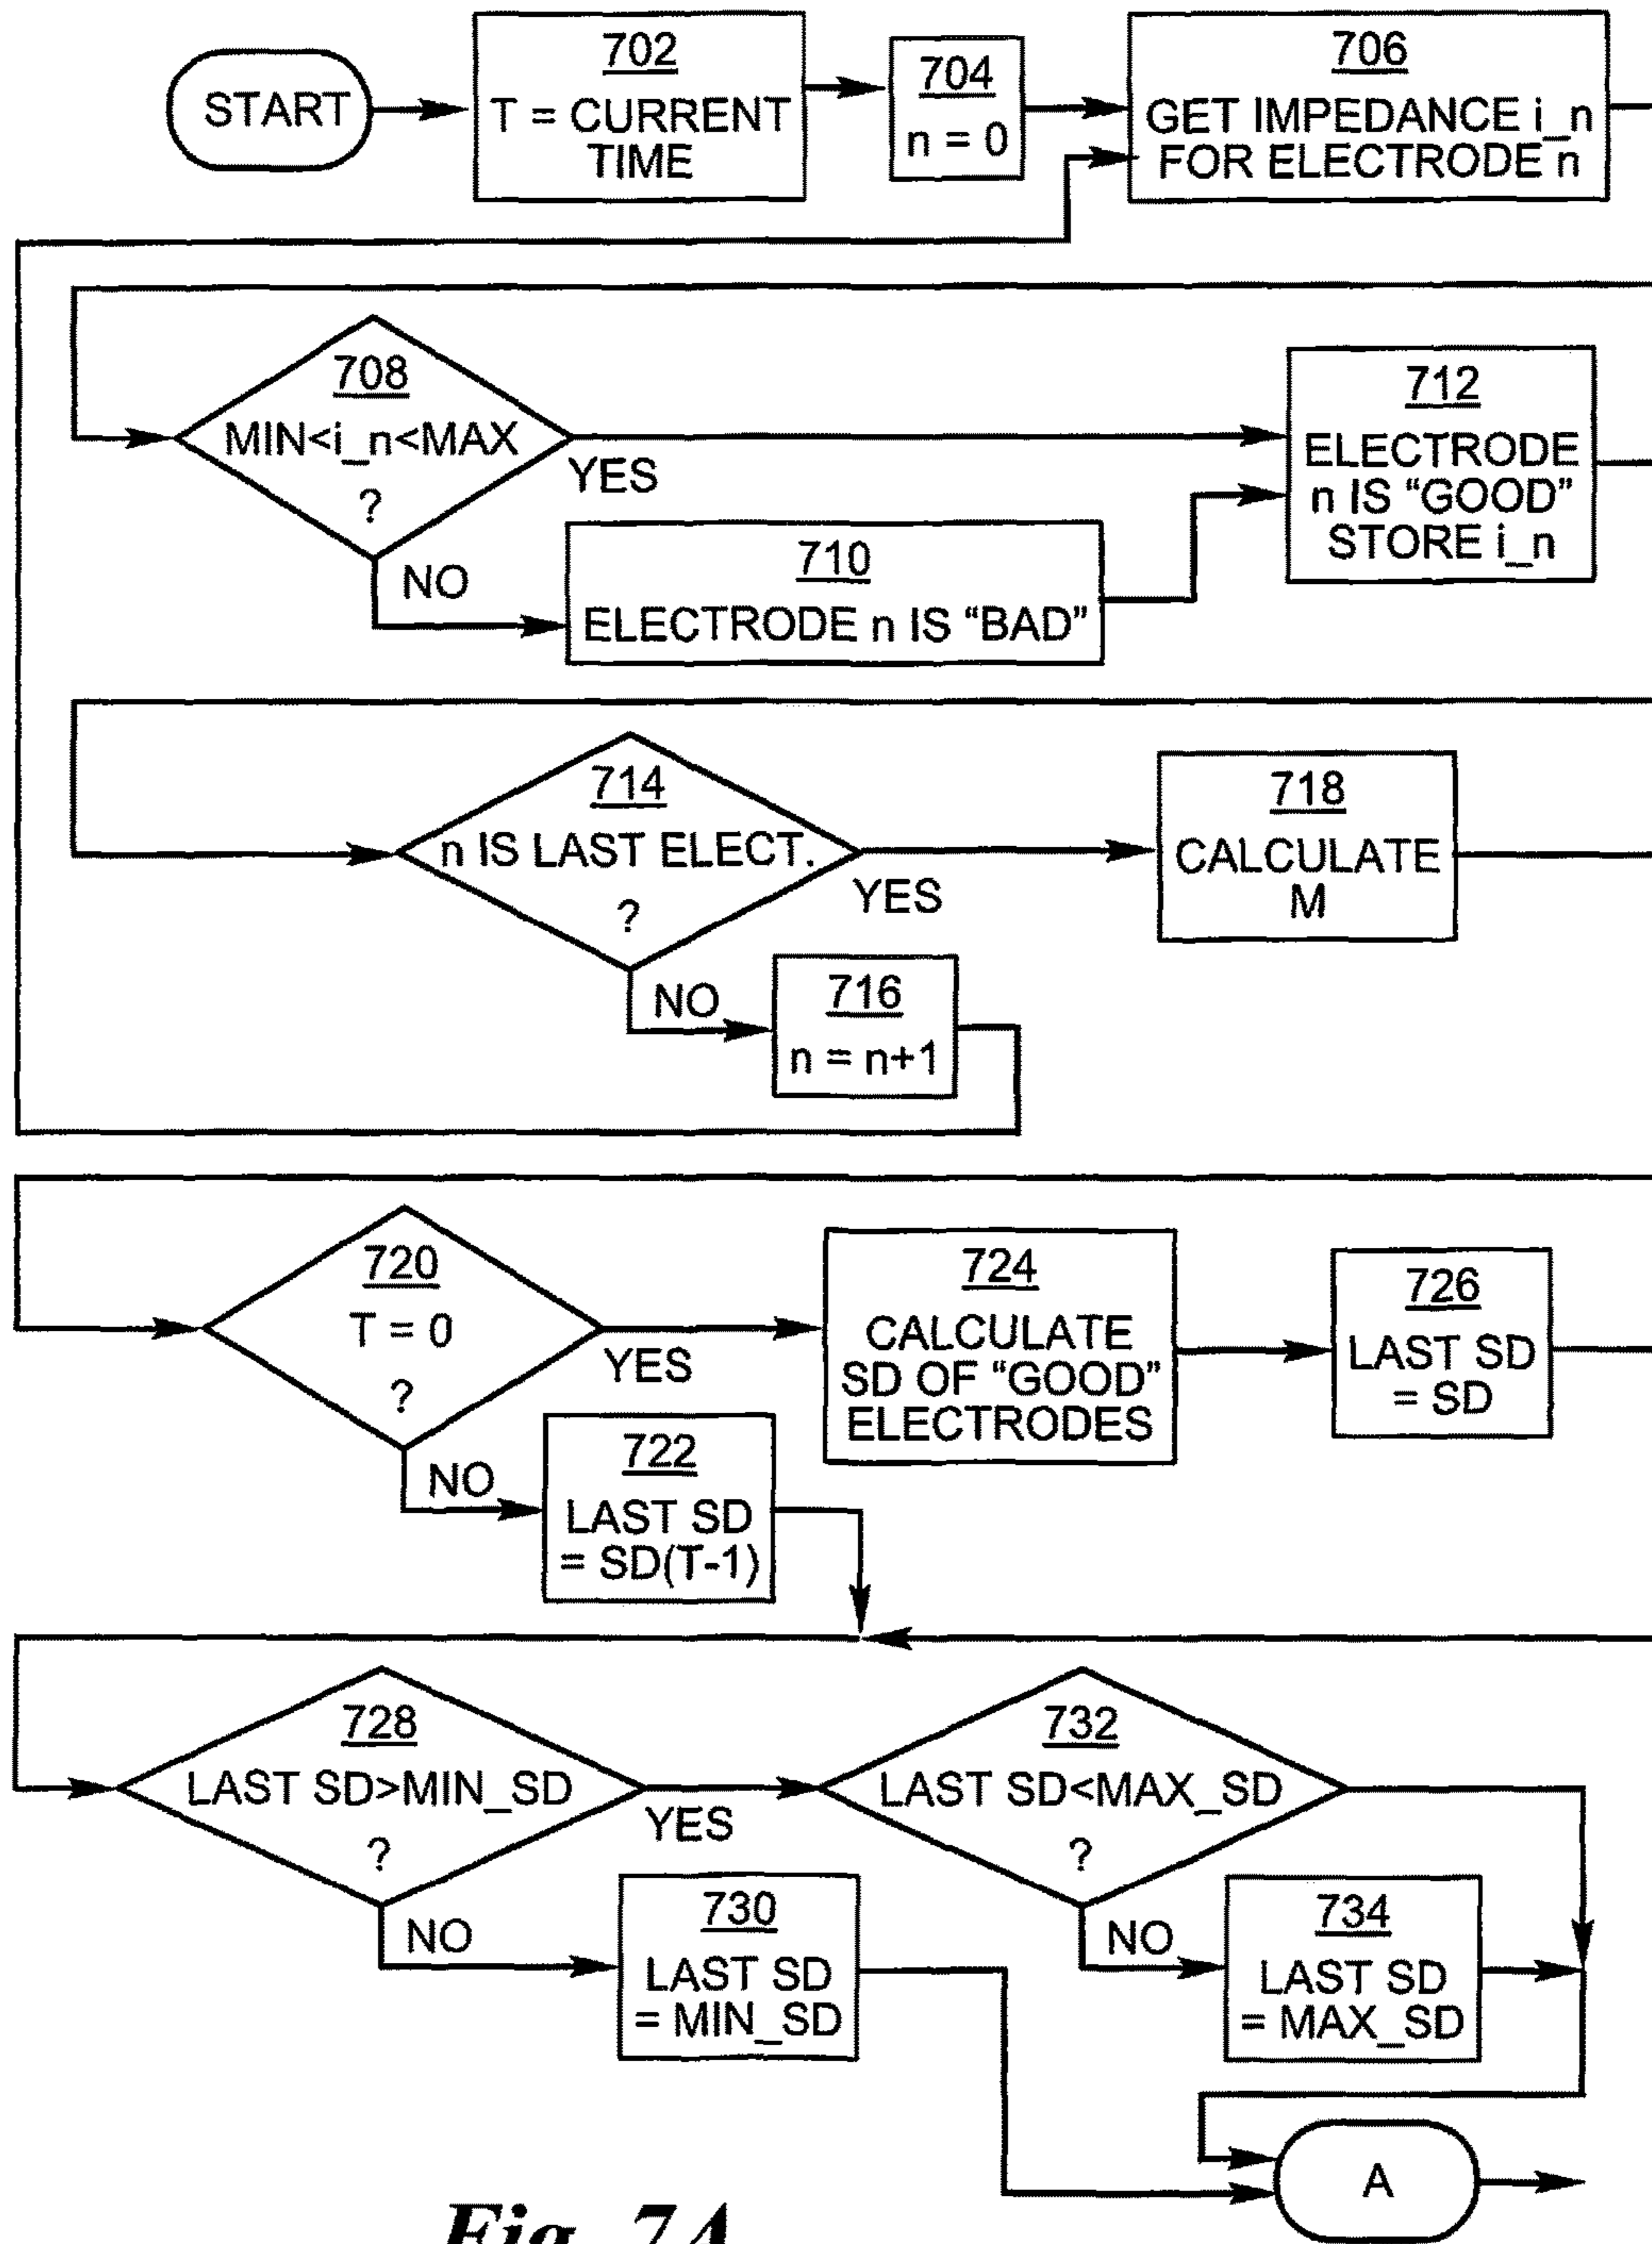 START
702
T = CURRENT
TIME
704
n = 0
706
GET IMPEDANCE i_n
FOR ELECTRODE n
708
MIN<i_n<MAX
?
YES
NO
710
ELECTRODE n IS “BAD”
712
ELECTRODE
n IS “GOOD”
STORE i_n
714
n IS LAST ELECT.
?
YES
NO
716
n = n+1
718
CALCULATE
M
720
T = 0
?
YES
NO
722
LAST SD
= SD(T-1)
724
CALCULATE
SD OF “GOOD”
ELECTRODES
726
LAST SD
= SD
728
LAST SD>MIN_SD
?
YES
NO
730
LAST SD
= MIN_SD
732
LAST SD<MAX_SD
?
NO
734
LAST SD
= MAX_SD
A
Fig. 7A